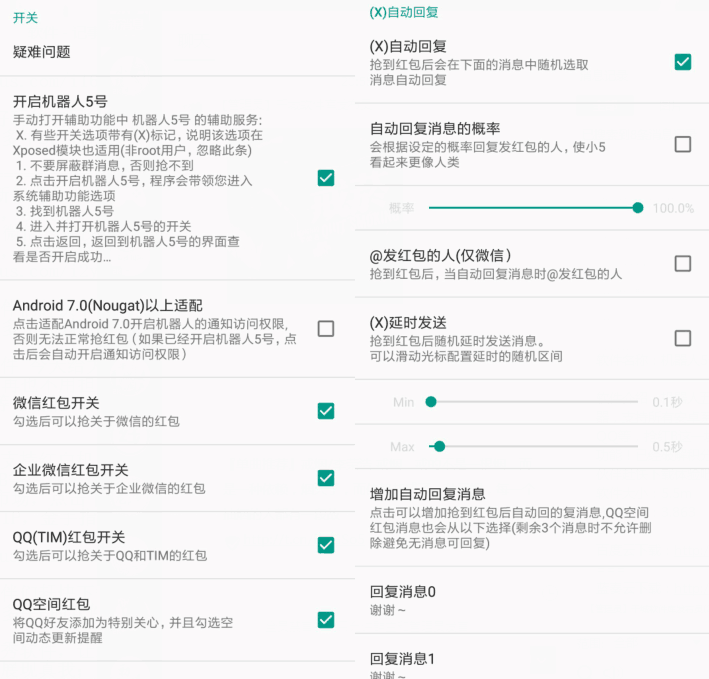 开关
疑难问题
开启机器人5号
手动打开辅助功能中 机器人5号 的辅助服务:
X. 有些开关选项带有(X)标记，说明该选项在
Xposed模块也适用(非root用户，忽略此条)
1. 不要屏蔽群消息，否则抢不到
2. 点击开启机器人5号，程序会带领您进入
系统辅助功能选项
3. 找到机器人5号
4. 进入并打开机器人5号的开关
5. 点击返回，返回到机器人5号的界面查
看是否开启成功...
Android 7.0(Nougat)以上适配
点击适配Android 7.0开启机器人的通知访问权限,
否则无法正常抢红包（如果已经开启机器人5号，点
击后会自动开启通知访问权限）
微信红包开关
勾选后可以抢关于微信的红包
企业微信红包开关
勾选后可以抢关于企业微信的红包
QQ(TIM)红包开关
勾选后可以抢关于QQ和TIM的红包
QQ空间红包
将QQ好友添加为特别关心，并且勾选空
间动态更新提醒
(X)自动回复
(X)自动回复
抢到红包后会在下面的消息中随机选取
消息自动回复
自动回复消息的概率
会根据设定的概率回复发红包的人，使小5
看起来更像人类
概率 100.0%
@发红包的人(仅微信）
抢到红包后，当自动回复消息时@发红包的人
(X)延时发送
抢到红包后随机延时发送消息。
可以滑动光标配置延时的随机区间
Min 0.1秒
Max 0.5秒
增加自动回复消息
点击可以增加抢到红包后自动回的复消息,QQ空间
红包消息也会从以下选择(剩余3个消息时不允许删
除避免无消息可回复)
回复消息0
谢谢～
回复消息1
谢谢～